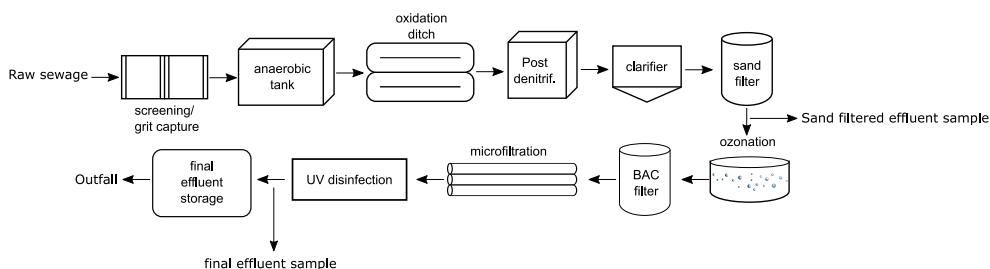 oxidation
ditch
Raw sewage
anaerobic
tank
Post
denitrif.
clarifier
sand
filter
screening/
grit capture
Sand filtered effluent sample
ozonation
microfiltration
BAC
filter
UV disinfection
final
effluent
storage
Outfall
final effluent sample